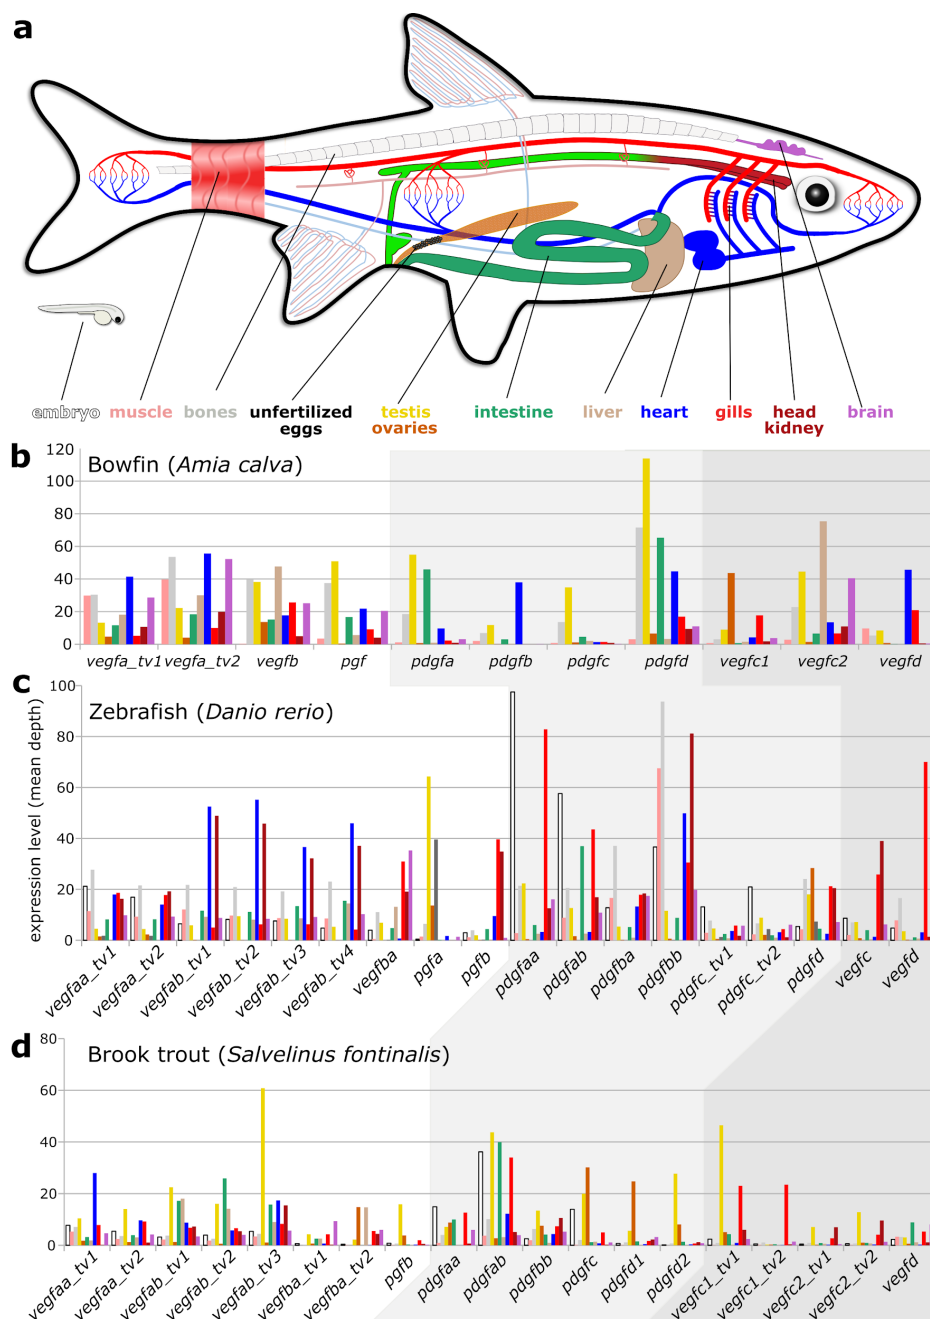 a
embryo muscle bones unfertilized testis intestine liver heart gills head brain
eggs ovaries kidney
b
Bowfin (Amia calva)
120
100
80
60
40
20
0
vegfa_tv1 vegfa_tv2 vegfb pgf pdgfa pdgfb pdgfc pdgfd vegfc1 vegfc2 vegfd
c
Zebrafish (Danio rerio)
expression level (mean depth)
100
80
60
40
20
0
vegfaa_tv1 vegfaa_tv2 vegfab_tv1 vegfab_tv2 vegfab_tv3 vegfab_tv4 vegfba pgfa pgfb pdgfaa pdgfab pdgfba pdgfbb pdgfc_tv1 pdgfc_tv2 pdgfd vegfc vegfd
d
Brook trout (Salvelinus fontinalis)
80
60
40
20
0
vegfaa_tv1 vegfaa_tv2 vegfab_tv1 vegfab_tv2 vegfab_tv3 vegfba_tv1 vegfba_tv2 pgfb pdgfaa pdgfab pdgfbb pdgfc pdgfd1 pdgfd2 vegfc1_tv1 vegfc1_tv2 vegfc2_tv1 vegfc2_tv2 vegfd